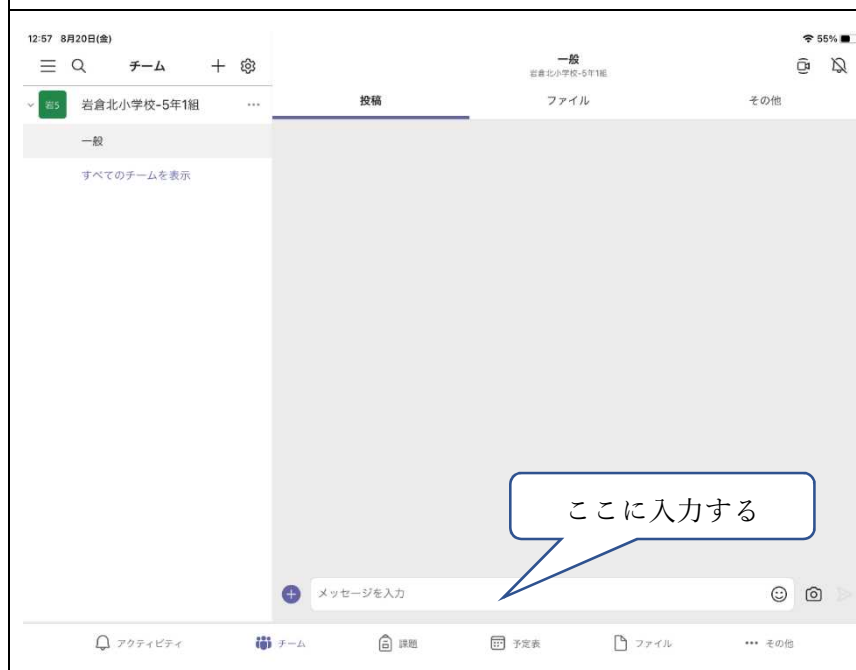 12:57 8月20日(金)
55%
チーム
一般
岩倉北小学校-5年1組
岩5 岩倉北小学校-5年1組
投稿 ファイル その他
一般
すべてのチームを表示
ここに入力する
メッセージを入力
アクティビティ チーム 課題 予定表 ファイル その他